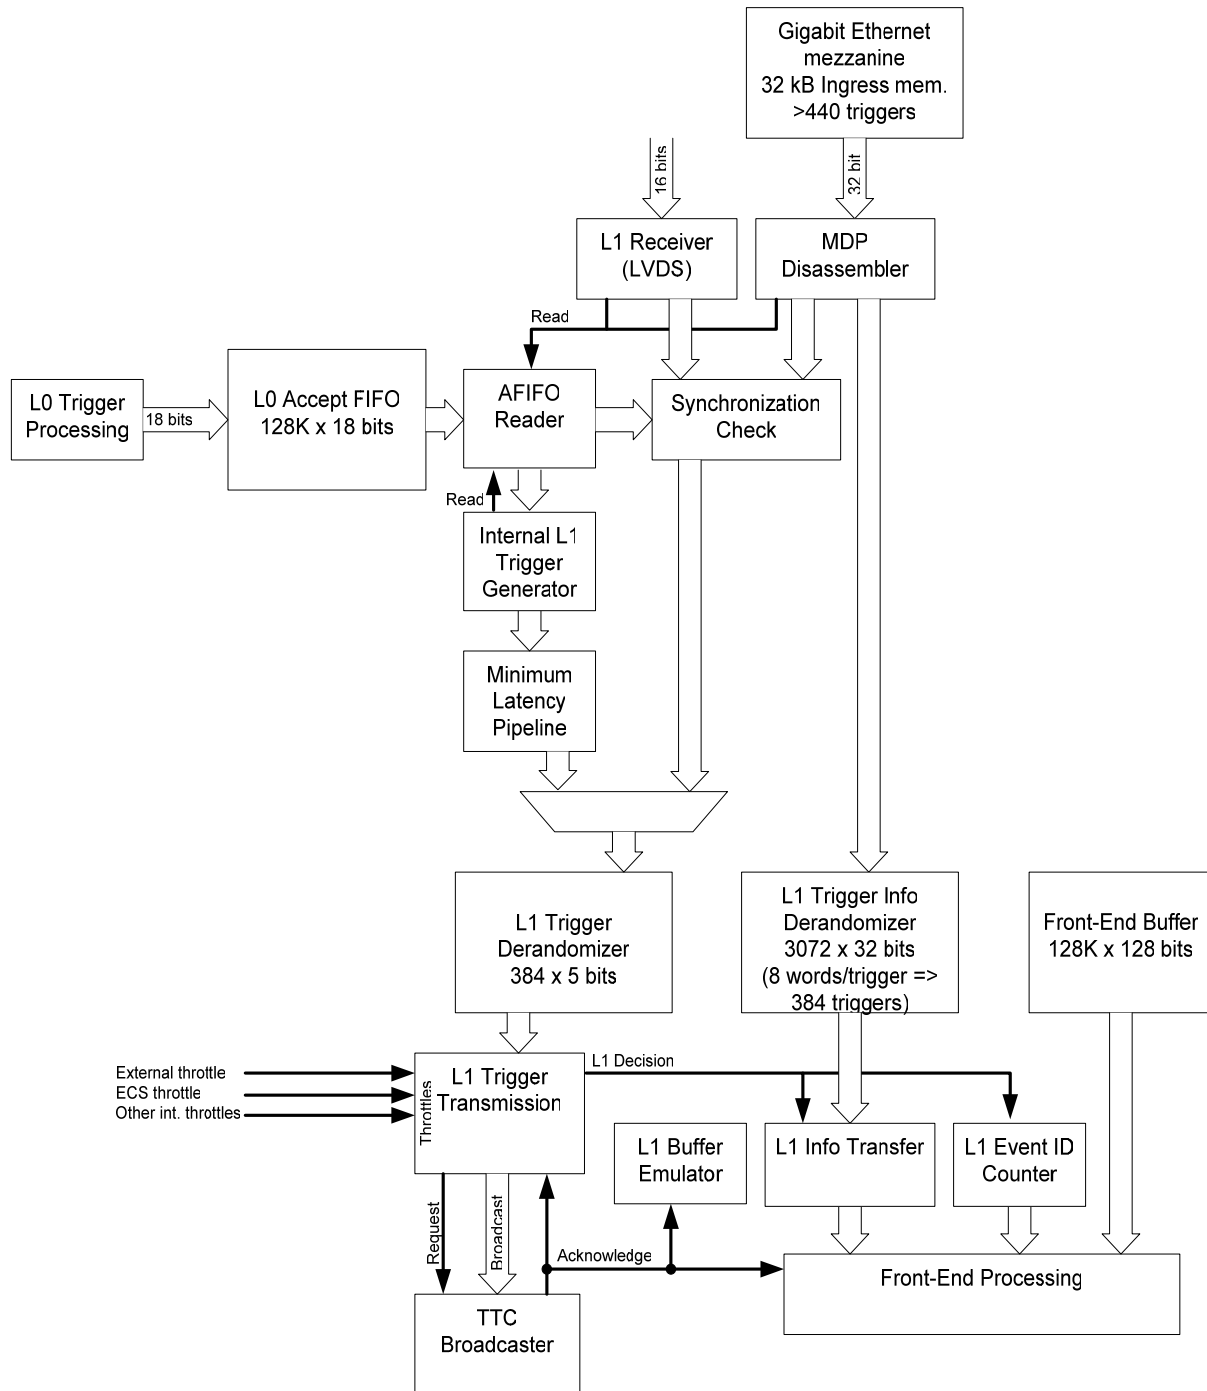 Gigabit Ethernet
mezzanine
32 kB Ingress mem.
>440 triggers
16 bits
32 bit
L1 Receiver
(LVDS)
MDP
Disassembler
Read
L0 Trigger
Processing
18 bits
L0 Accept FIFO
128K x 18 bits
AFIFO
Reader
Synchronization
Check
Read
Internal L1
Trigger
Generator
Minimum
Latency
Pipeline
L1 Trigger
Derandomizer
384 x 5 bits
L1 Trigger Info
Derandomizer
3072 x 32 bits
(8 words/trigger =>
384 triggers)
Front-End Buffer
128K x 128 bits
External throttle
ECS throttle
Other int. throttles
Throttles
L1 Trigger
Transmission
L1 Decision
L1 Buffer
Emulator
L1 Info Transfer
L1 Event ID
Counter
Request
Broadcast
Acknowledge
Front-End Processing
TTC
Broadcaster